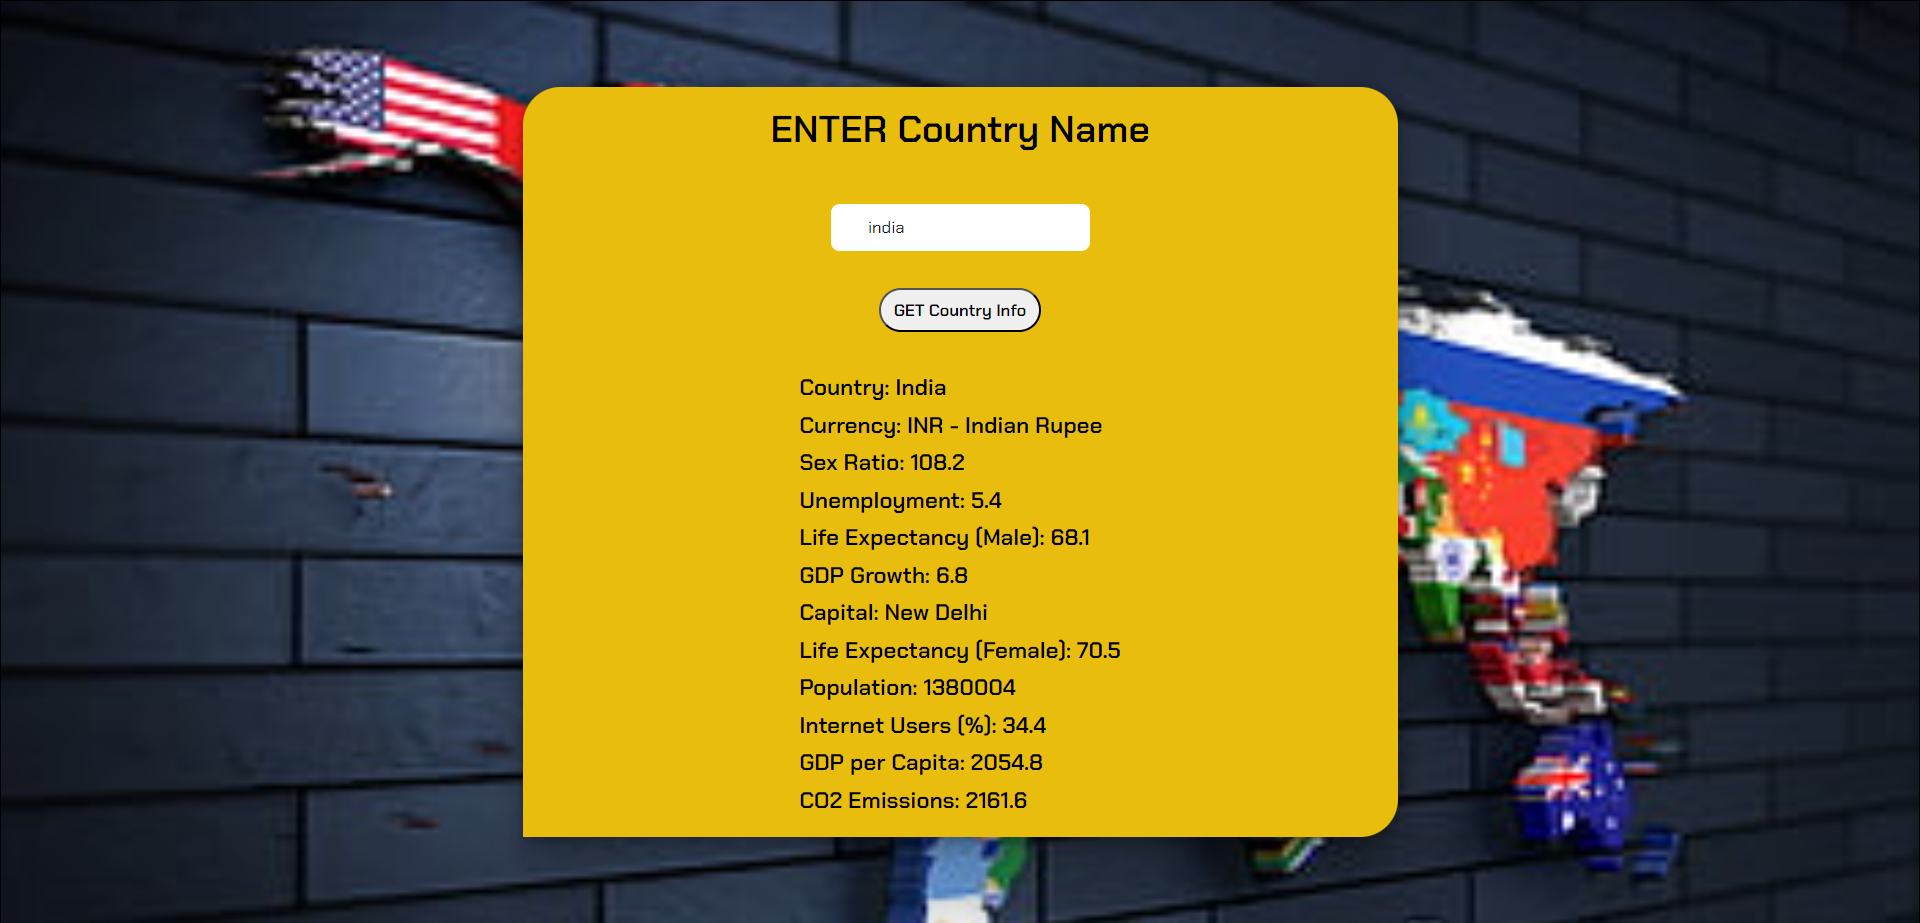 ENTER Country Name
india
GET Country Info
Country: India
Currency: INR - Indian Rupee
Sex Ratio: 108.2
Unemployment: 5.4
Life Expectancy (Male): 68.1
GDP Growth: 6.8
Capital: New Delhi
Life Expectancy (Female): 70.5
Population: 1380004
Internet Users (%): 34.4
GDP per Capita: 2054.8
CO2 Emissions: 2161.6